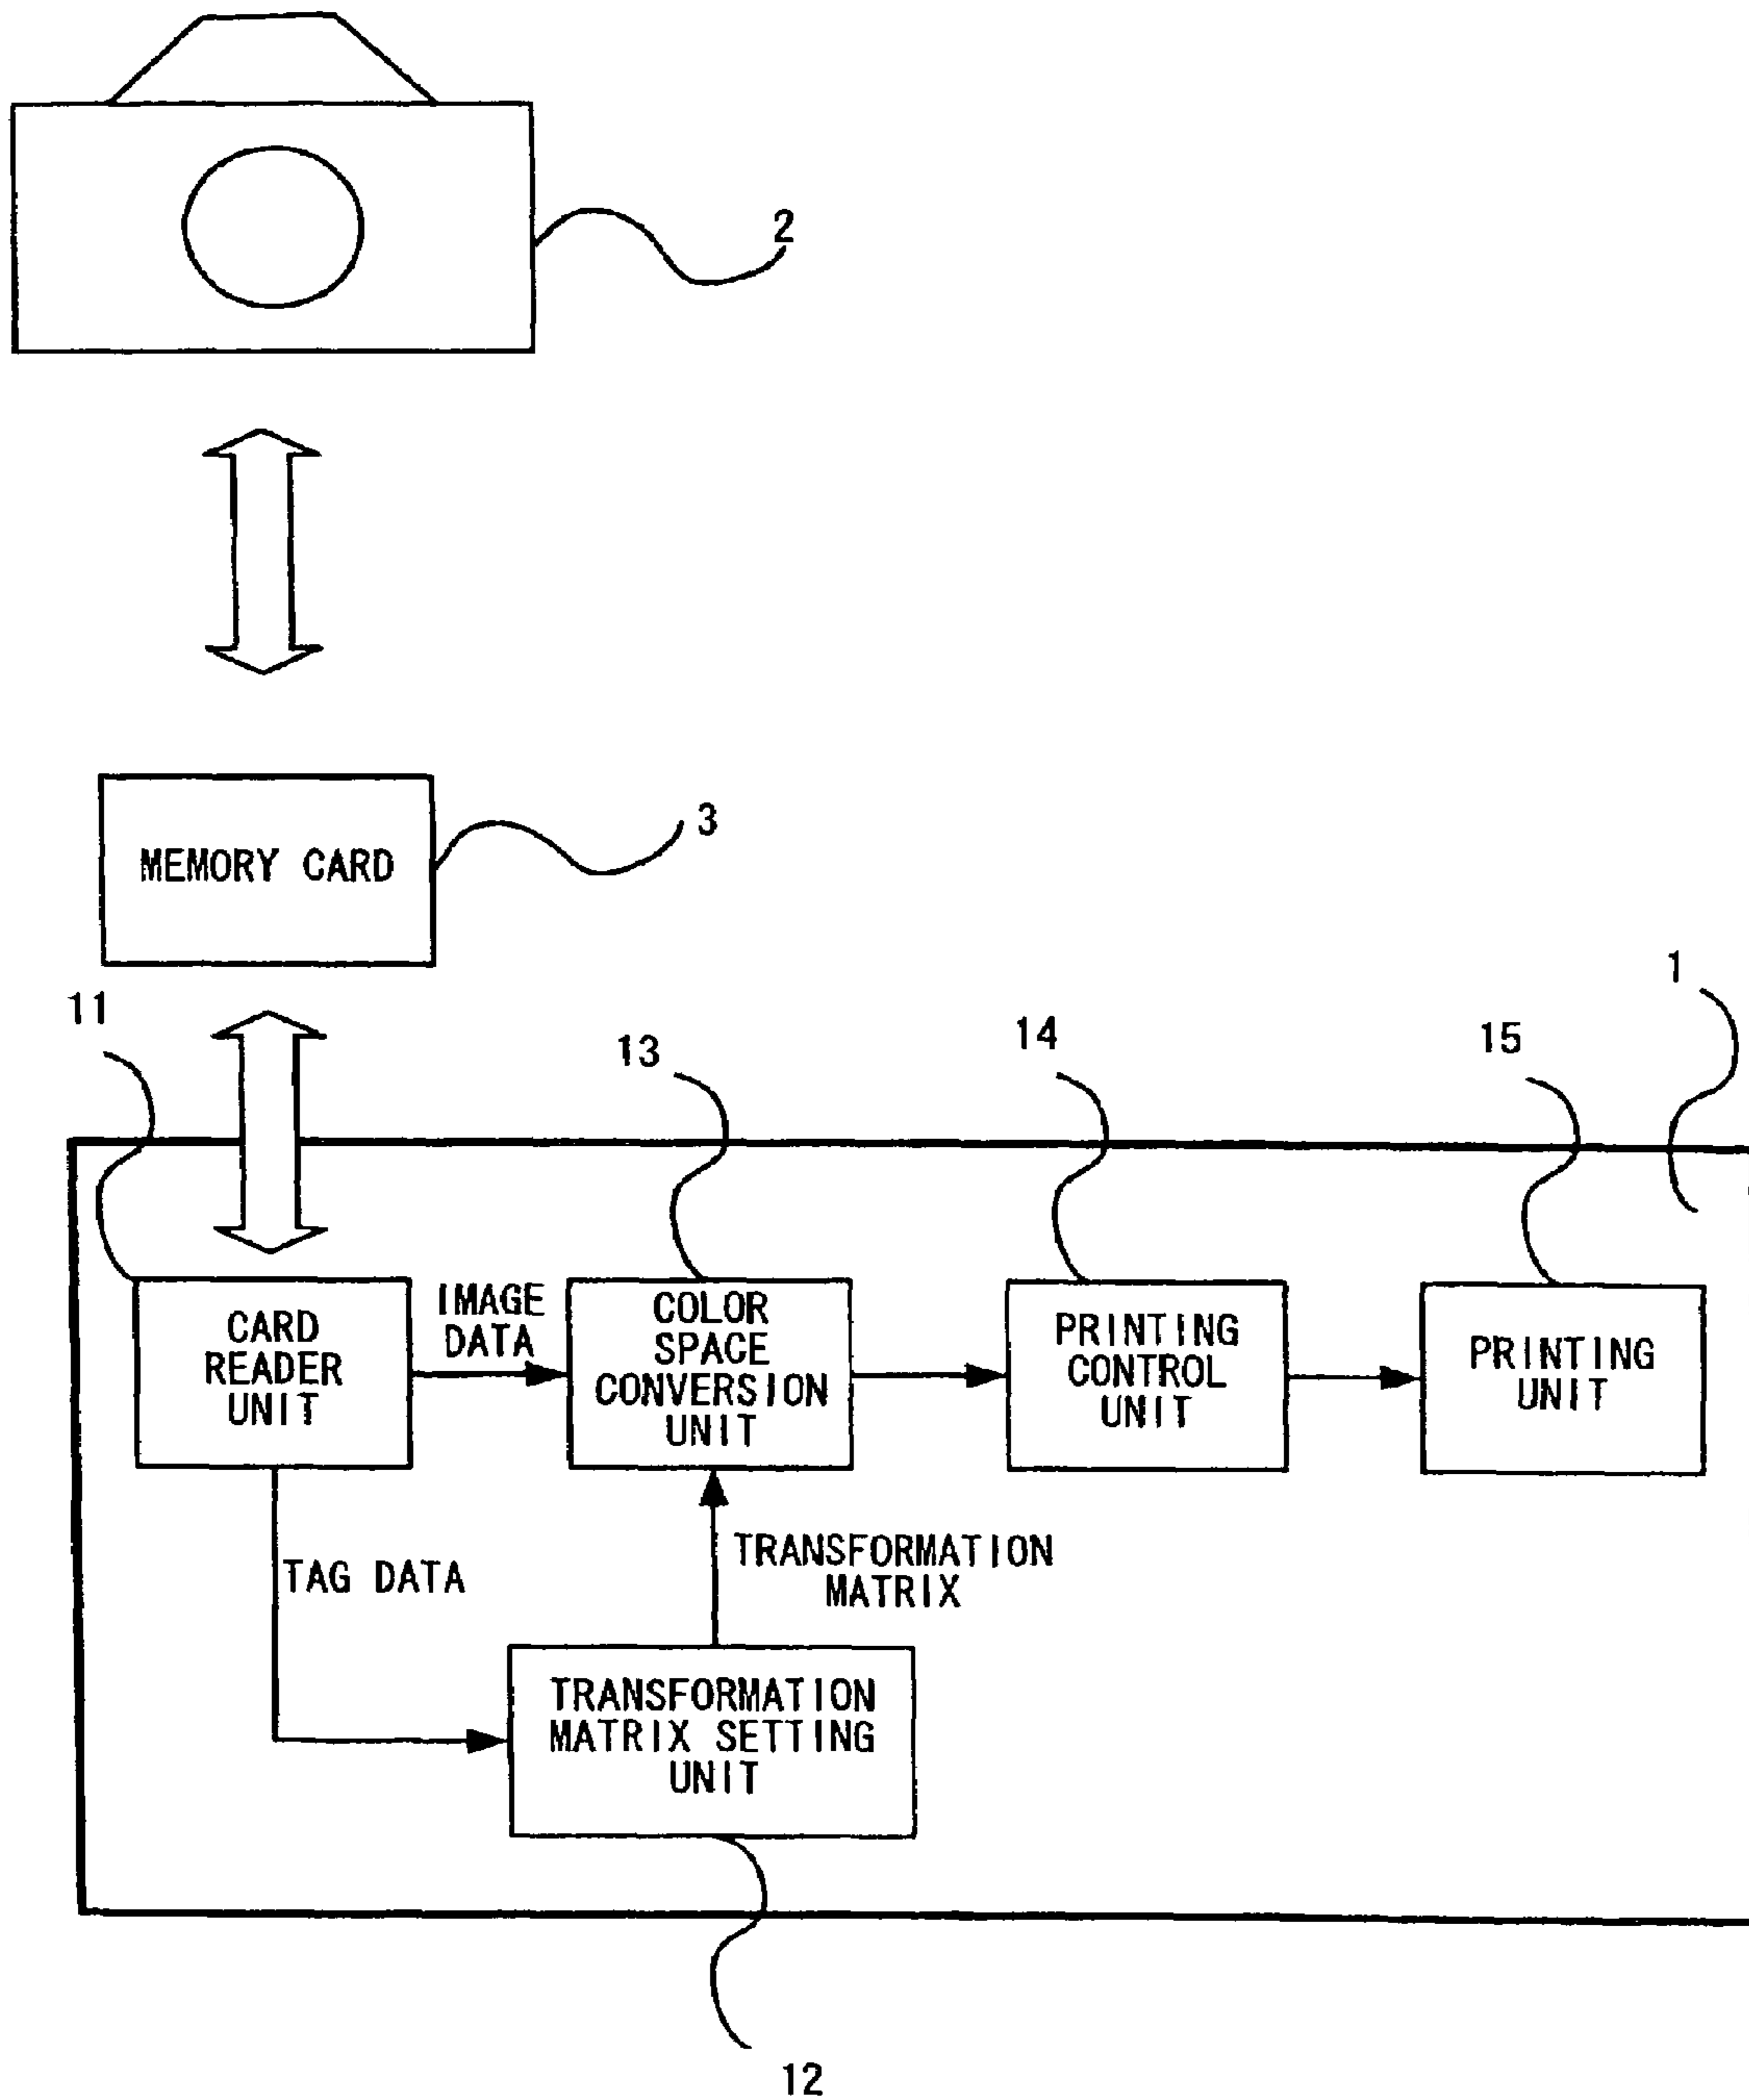 2
3
MEMORY CARD
11
1
13
14
15
CARD
READER
UNIT
IMAGE
DATA
COLOR
SPACE
CONVERSION
UNIT
PRINTING
CONTROL
UNIT
PRINTING
UNIT
TAG DATA
TRANSFORMATION
MATRIX
TRANSFORMATION
MATRIX SETTING
UNIT
12